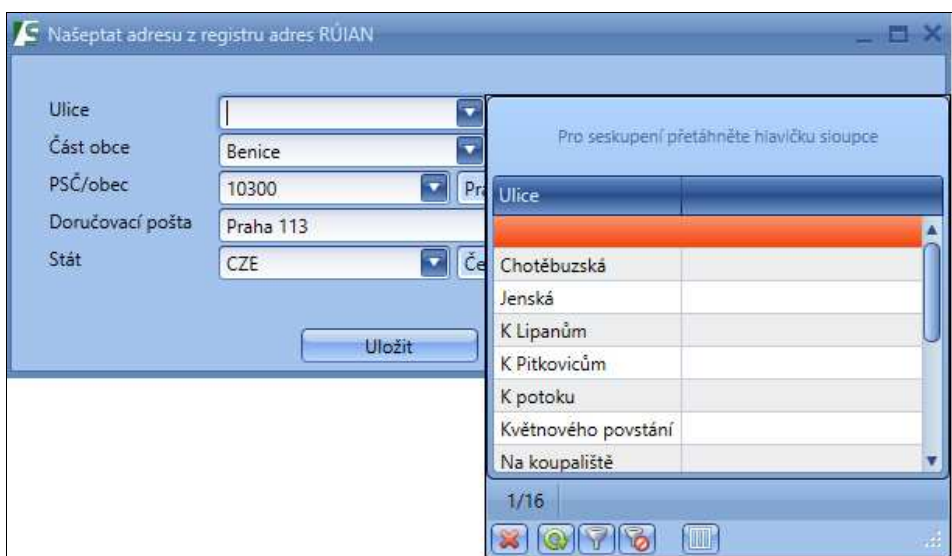 Našeptat adresu z registru adres RÚIAN
Ulice
Část obce
Benice
PSČ/obec
10300
Doručovací pošta
Praha 113
Stát
CZE
Uložit
Pro seskupení přetáhněte hlavičku sloupce
Ulice
Chotěbuzská
Jenská
K Lipanům
K Pitkovicům
K potoku
Květnového povstání
Na koupaliště
1/16